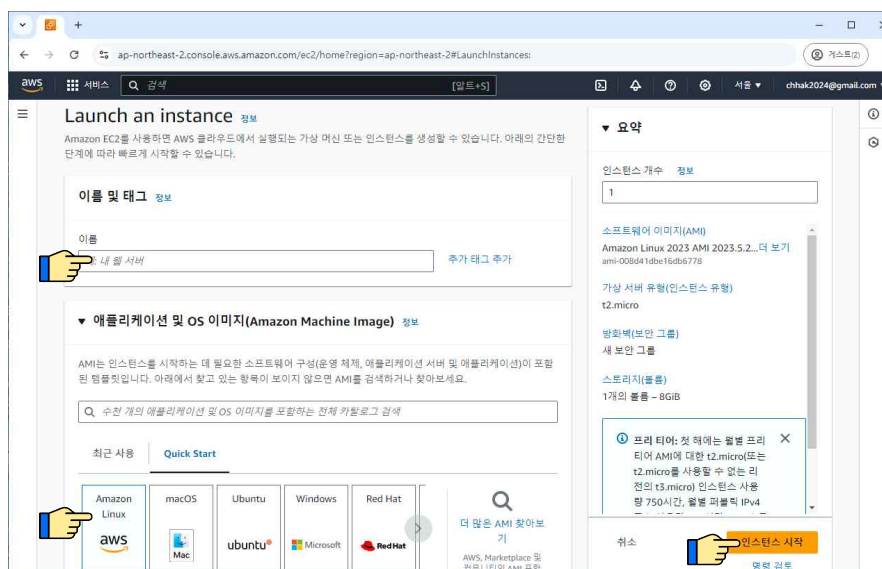 ap-northeast-2.console.aws.amazon.com/ec2/home?region=ap-northeast-2#LaunchInstances:
게스트(2)
aws
서비스
검색
[알트+S]
서울
chhak2024@gmail.com
Launch an instance 정보
Amazon EC2를 사용하면 AWS 클라우드에서 실행되는 가상 머신 또는 인스턴스를 생성할 수 있습니다. 아래의 간단한
단계에 따라 빠르게 시작할 수 있습니다.
이름 및 태그 정보
이름
내 웹 서버
추가 태그 추가
애플리케이션 및 OS 이미지(Amazon Machine Image) 정보
AMI는 인스턴스를 시작하는 데 필요한 소프트웨어 구성(운영 체제, 애플리케이션 서버 및 애플리케이션)이 포함
된 템플릿입니다. 아래에서 찾고 있는 항목이 보이지 않으면 AMI를 검색하거나 찾아보세요.
수천 개의 애플리케이션 및 OS 이미지를 포함하는 전체 카탈로그 검색
최근 사용
Quick Start
Amazon
Linux
aws
macOS
Mac
Ubuntu
ubuntu
Windows
Microsoft
Red Hat
RedHat
더 많은 AMI 찾아보
기
AWS, Marketplace 및
커뮤니티의 AMI 포함
요약
인스턴스 개수 정보
1
소프트웨어 이미지(AMI)
Amazon Linux 2023 AMI 2023.5.2...더 보기
ami-008d41dbe16db6778
가상 서버 유형(인스턴스 유형)
t2.micro
방화벽(보안 그룹)
새 보안 그룹
스토리지(볼륨)
1개의 볼륨 – 8GiB
프리 티어: 첫 해에는 월별 프리
티어 AMI에 대한 t2.micro(또는
t2.micro를 사용할 수 없는 리
전의 t3.micro) 인스턴스 사용
량 750시간, 월별 퍼블릭 IPv4
취소
인스턴스 시작
명령 검토